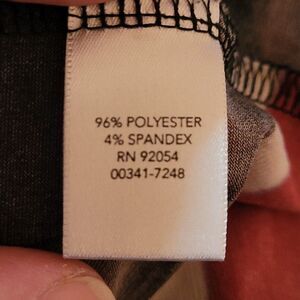 96% POLYESTER
4% SPANDEX
RN 92054
00341-7248